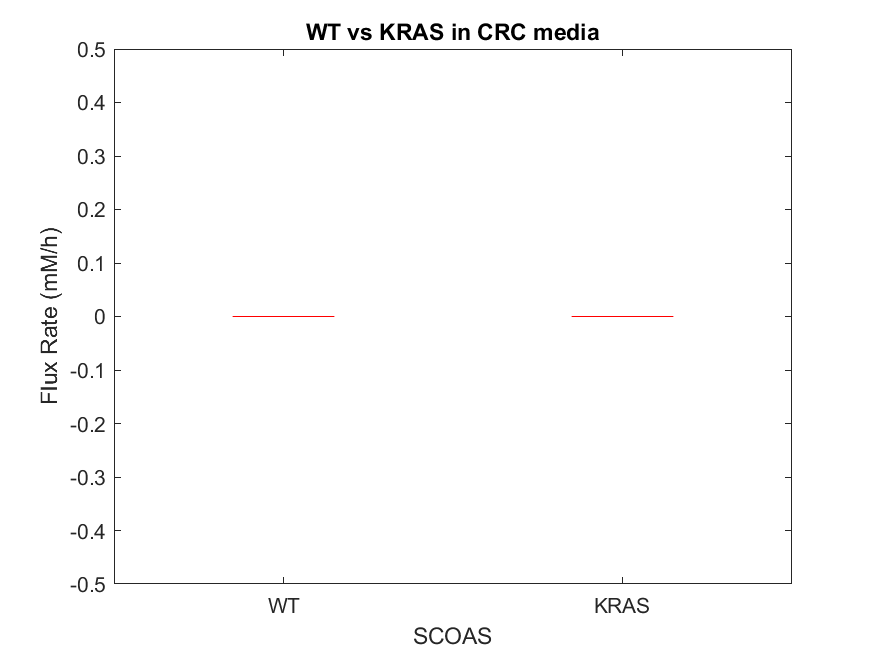 WT vs KRAS in CRC media
0.5
0.4
0.3
0.2
0.1
0
-0.1
-0.2
-0.3
-0.4
-0.5
Flux Rate (mM/h)
WT KRAS
SCOAS